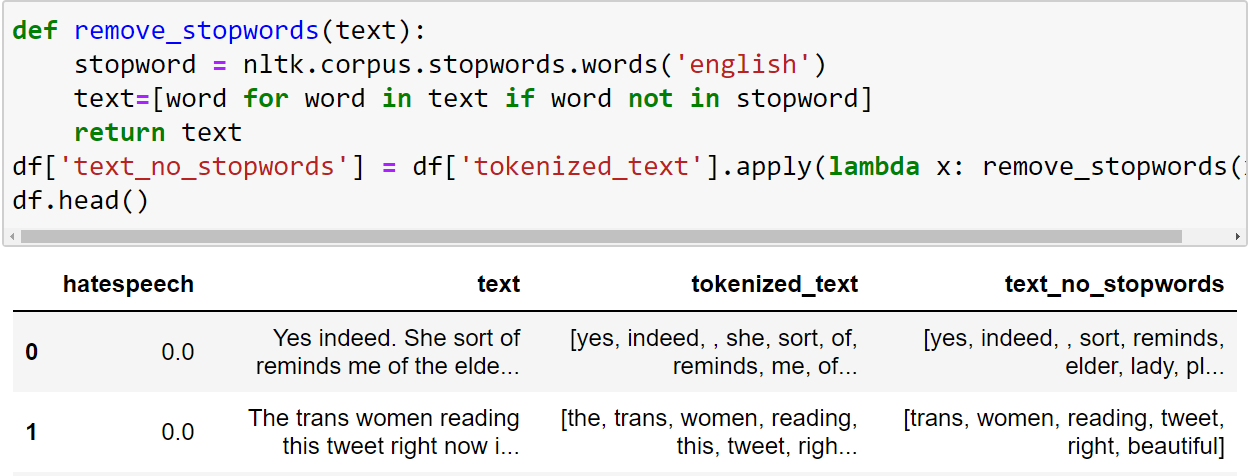 def remove_stopwords(text):
    stopword = nltk.corpus.stopwords.words('english')
    text=[word for word in text if word not in stopword]
    return text
df['text_no_stopwords'] = df['tokenized_text'].apply(lambda x: remove_stopwords(
df.head()
hatespeech text tokenized_text text_no_stopwords
0 0.0 Yes indeed. She sort of [yes, indeed, , she, sort, of, [yes, indeed, , sort, reminds,
reminds me of the elde... reminds, me, of... elder, lady, pl...
1 0.0 The trans women reading [the, trans, women, reading, [trans, women, reading, tweet,
this tweet right now i... this, tweet, righ... right, beautiful]